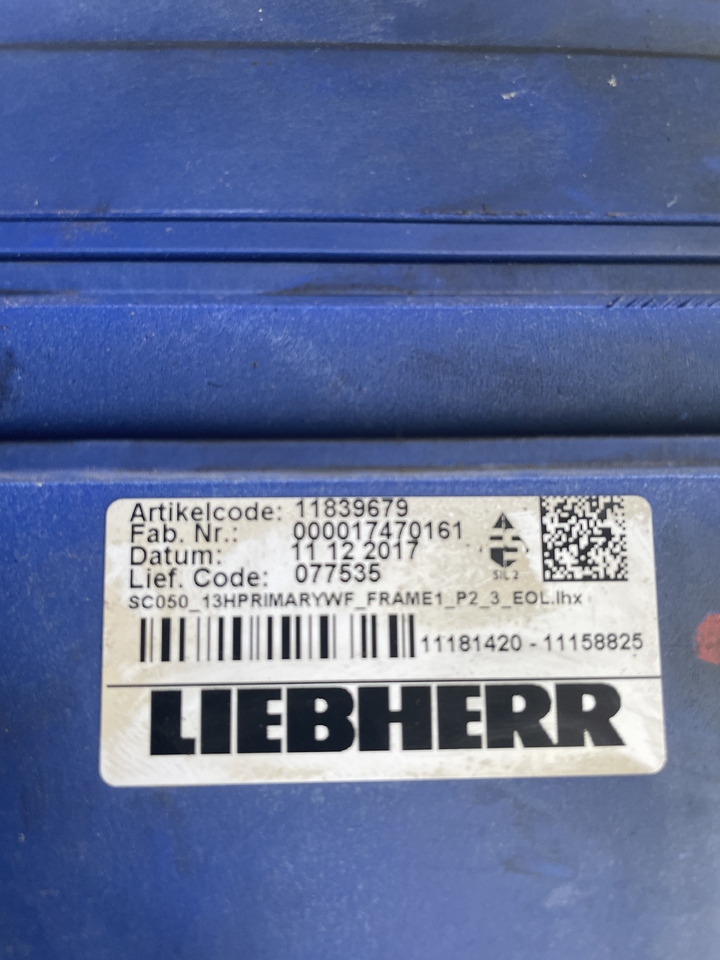 Artikelcode: 11839679
Fab. Nr.: 000017470161
Datum: 11 12 2017
Lief. Code: 077535
SIL 2
SC050_13HPRIMARYWF_FRAME1_P2_3_EOL.lhx
11181420 - 11158825
LIEBHERR